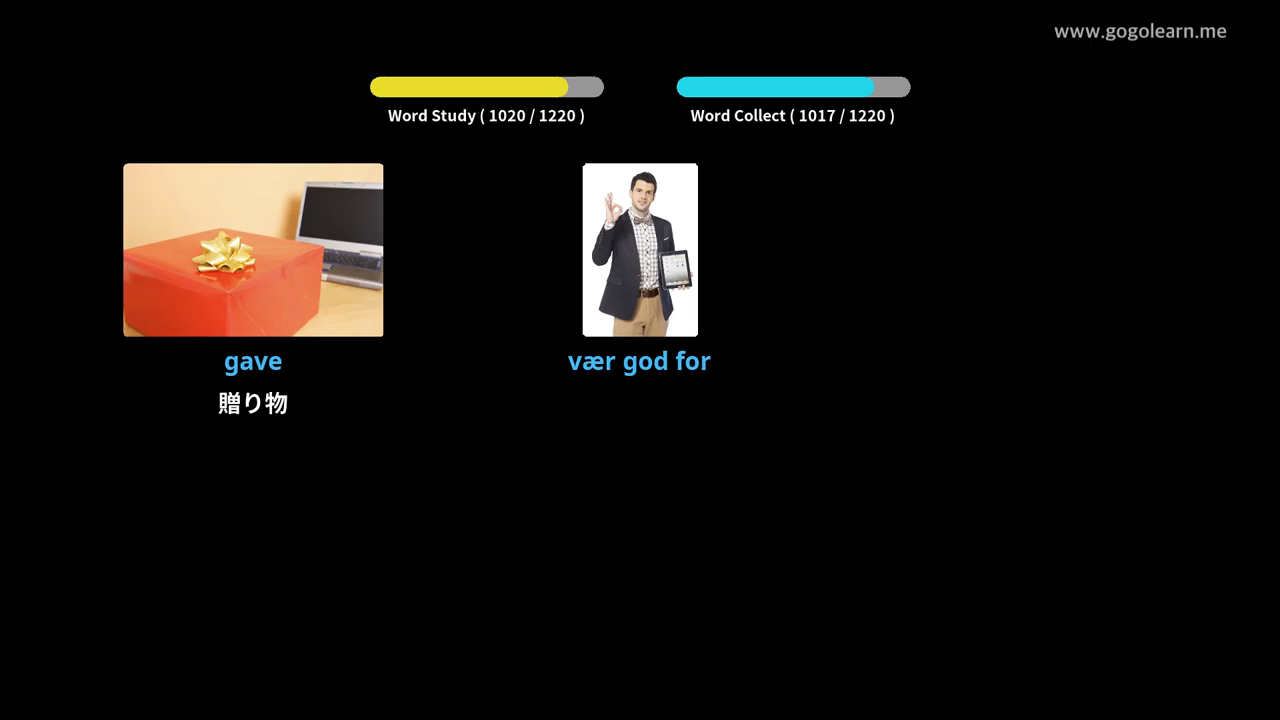 www.gogolearn.me
Word Study ( 1020 / 1220 )
Word Collect ( 1017 / 1220 )
gave
vær god for
贈り物